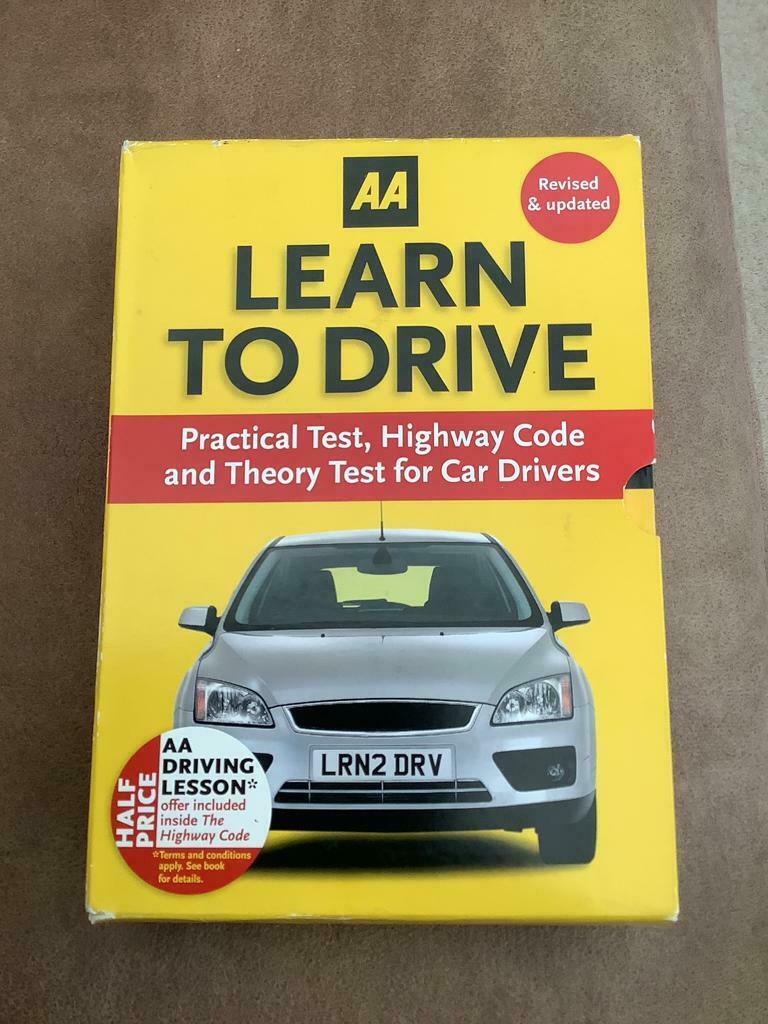 AA
Revised
& updated
LEARN
TO DRIVE
Practical Test, Highway Code
and Theory Test for Car Drivers
LRN2 DRV
HALF
PRICE
AA
DRIVING
LESSON*
offer included
inside The
Highway Code
*Terms and conditions
apply. See book
for details.